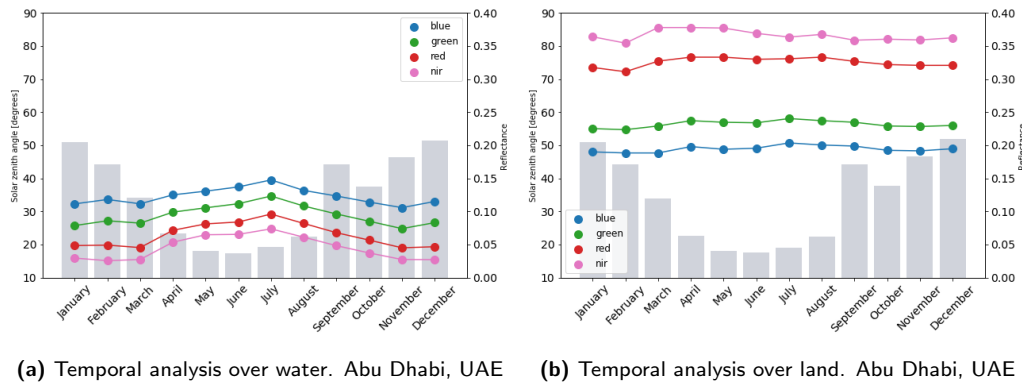 90
80
70
60
50
40
30
20
10
Solar zenith angle [degrees]
blue
green
red
nir
0.40
0.35
0.30
0.25
0.20
0.15
0.10
0.05
0.00
Reflectance
January
February
March
April
May
June
July
August
September
October
November
December
(a) Temporal analysis over water. Abu Dhabi, UAE
90
80
70
60
50
40
30
20
10
Solar zenith angle [degrees]
blue
green
red
nir
0.40
0.35
0.30
0.25
0.20
0.15
0.10
0.05
0.00
Reflectance
January
February
March
April
May
June
July
August
September
October
November
December
(b) Temporal analysis over land. Abu Dhabi, UAE